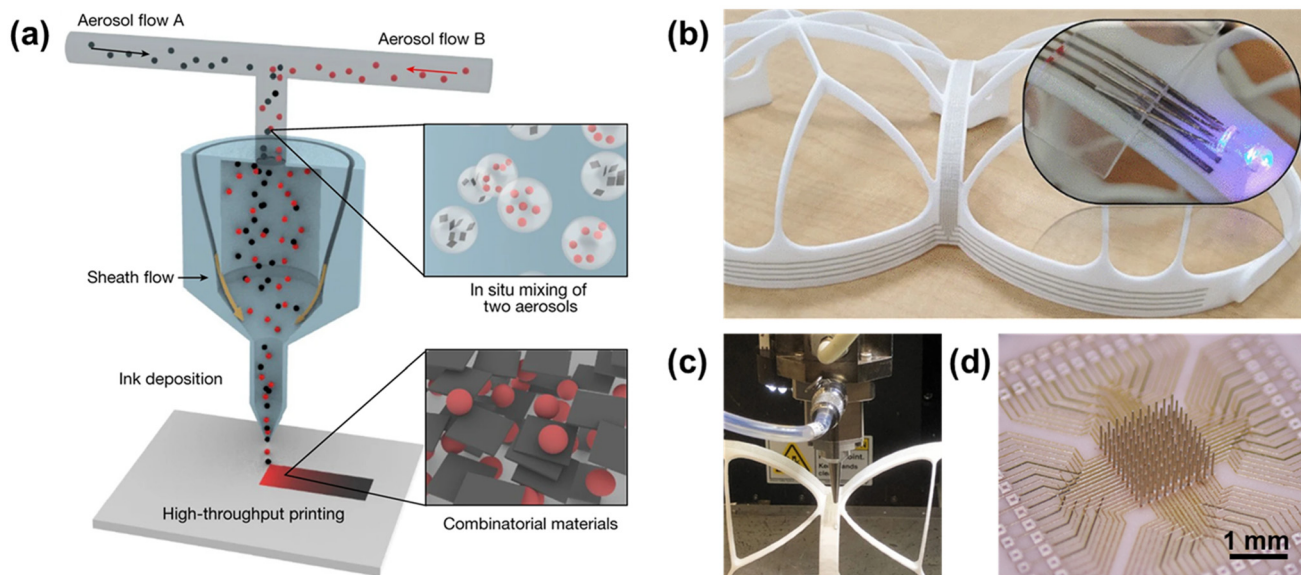 (a)
Aerosol flow A
Aerosol flow B
Sheath flow
In situ mixing of
two aerosols
Ink deposition
High-throughput printing
Combinatorial materials
(b)
(c)
(d)
1 mm